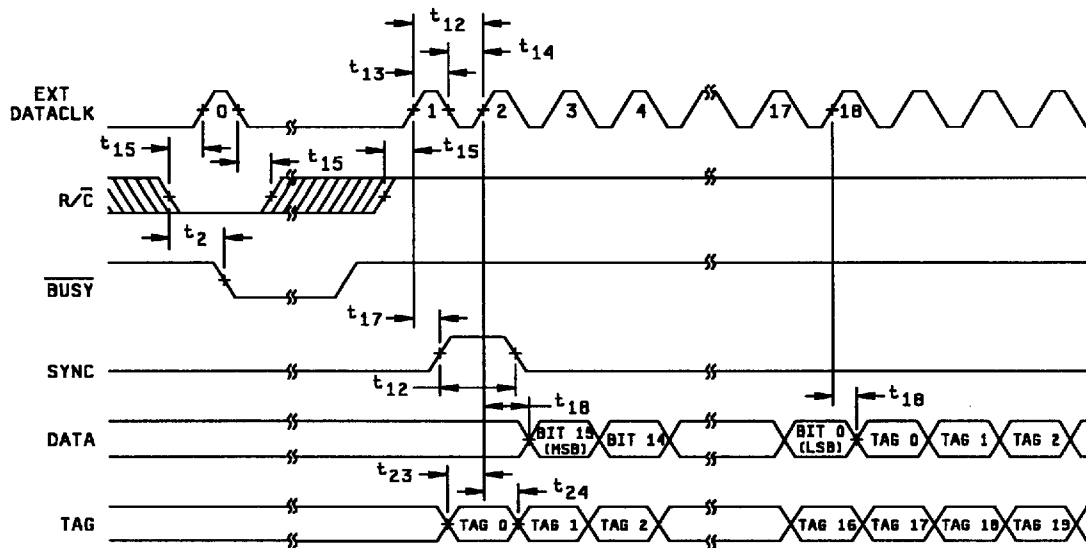 t12
t14
t13
EXT
DATACLK
0 1 2 3 4 17 18
t15 t15 t15
R/C̅
t2
B̅U̅S̅Y̅
t17
SYNC
t12
t18 t18
DATA BIT 15 (MSB) BIT 14 BIT 0 (LSB) TAG 0 TAG 1 TAG 2
t23
t24
TAG TAG 0 TAG 1 TAG 2 TAG 16 TAG 17 TAG 18 TAG 19